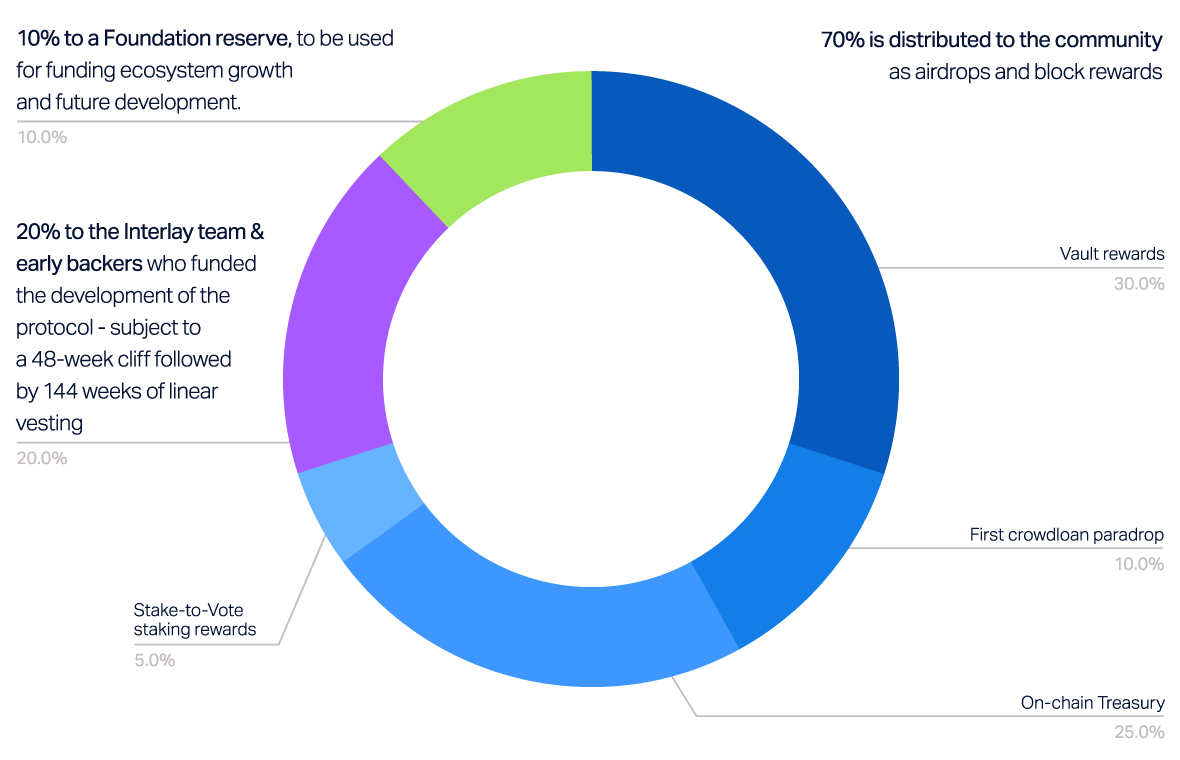 10% to a Foundation reserve, to be used
for funding ecosystem growth
and future development.
10.0%
70% is distributed to the community
as airdrops and block rewards
20% to the Interlay team &
early backers who funded
the development of the
protocol - subject to
a 48-week cliff followed
by 144 weeks of linear
vesting
20.0%
Vault rewards
30.0%
First crowdloan paradrop
10.0%
Stake-to-Vote
staking rewards
5.0%
On-chain Treasury
25.0%